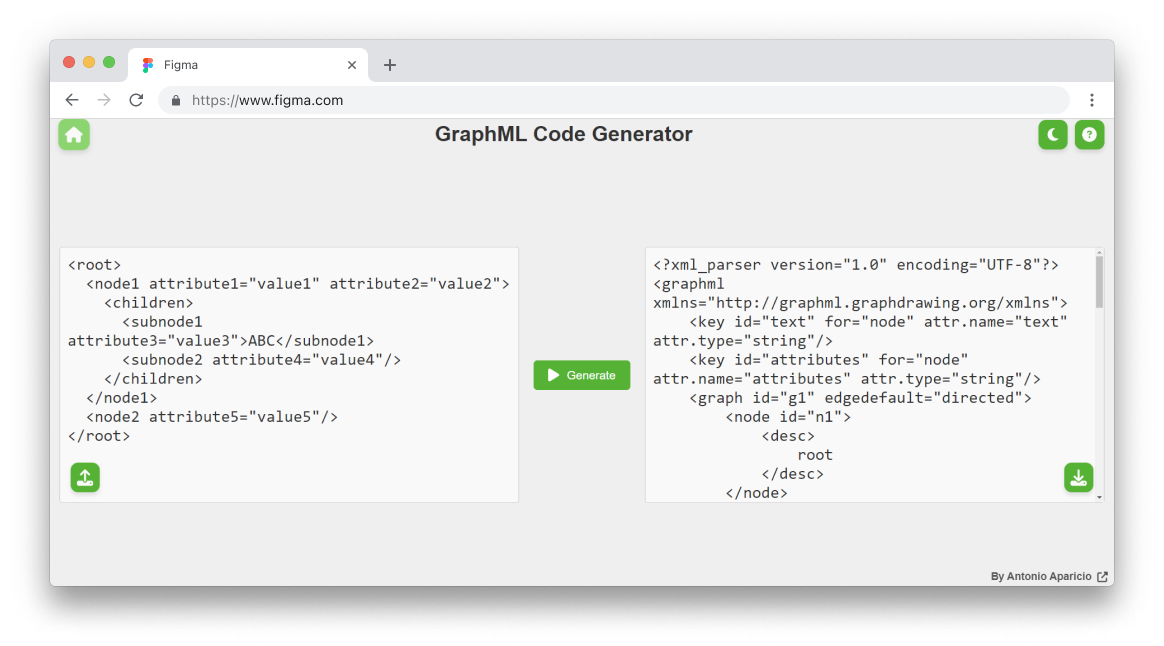 Figma
https://www.figma.com
GraphML Code Generator
<root>
<node1 attribute1="value1" attribute2="value2">
<children>
<subnode1
attribute3="value3">ABC</subnode1>
<subnode2 attribute4="value4"/>
</children>
</node1>
<node2 attribute5="value5"/>
</root>
Generate
<?xml_parser version="1.0" encoding="UTF-8"?>
<graphml
xmlns="http://graphml.graphdrawing.org/xmlns">
<key id="text" for="node" attr.name="text"
attr.type="string"/>
<key id="attributes" for="node"
attr.name="attributes" attr.type="string"/>
<graph id="g1" edgedefault="directed">
<node id="n1">
<desc>
root
</desc>
</node>
By Antonio Aparicio